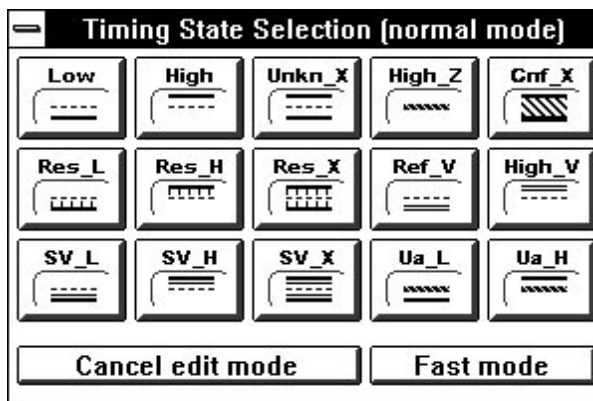 Timing State Selection (normal mode)
Low High Unkn_X High_Z Cnf_X
Res_L Res_H Res_X Ref_V High_V
SV_L SV_H SV_X Ua_L Ua_H
Cancel edit mode Fast mode